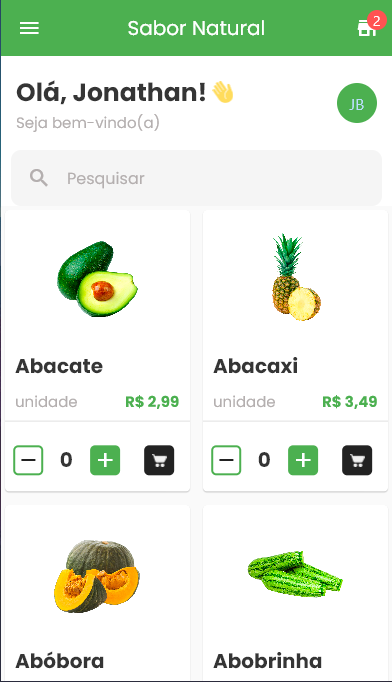 Sabor Natural
2
Olá, Jonathan!👋
Seja bem-vindo(a)
JB
Pesquisar
Abacate
unidade R$ 2,99
0
Abacaxi
unidade R$ 3,49
0
Abóbora
Abobrinha